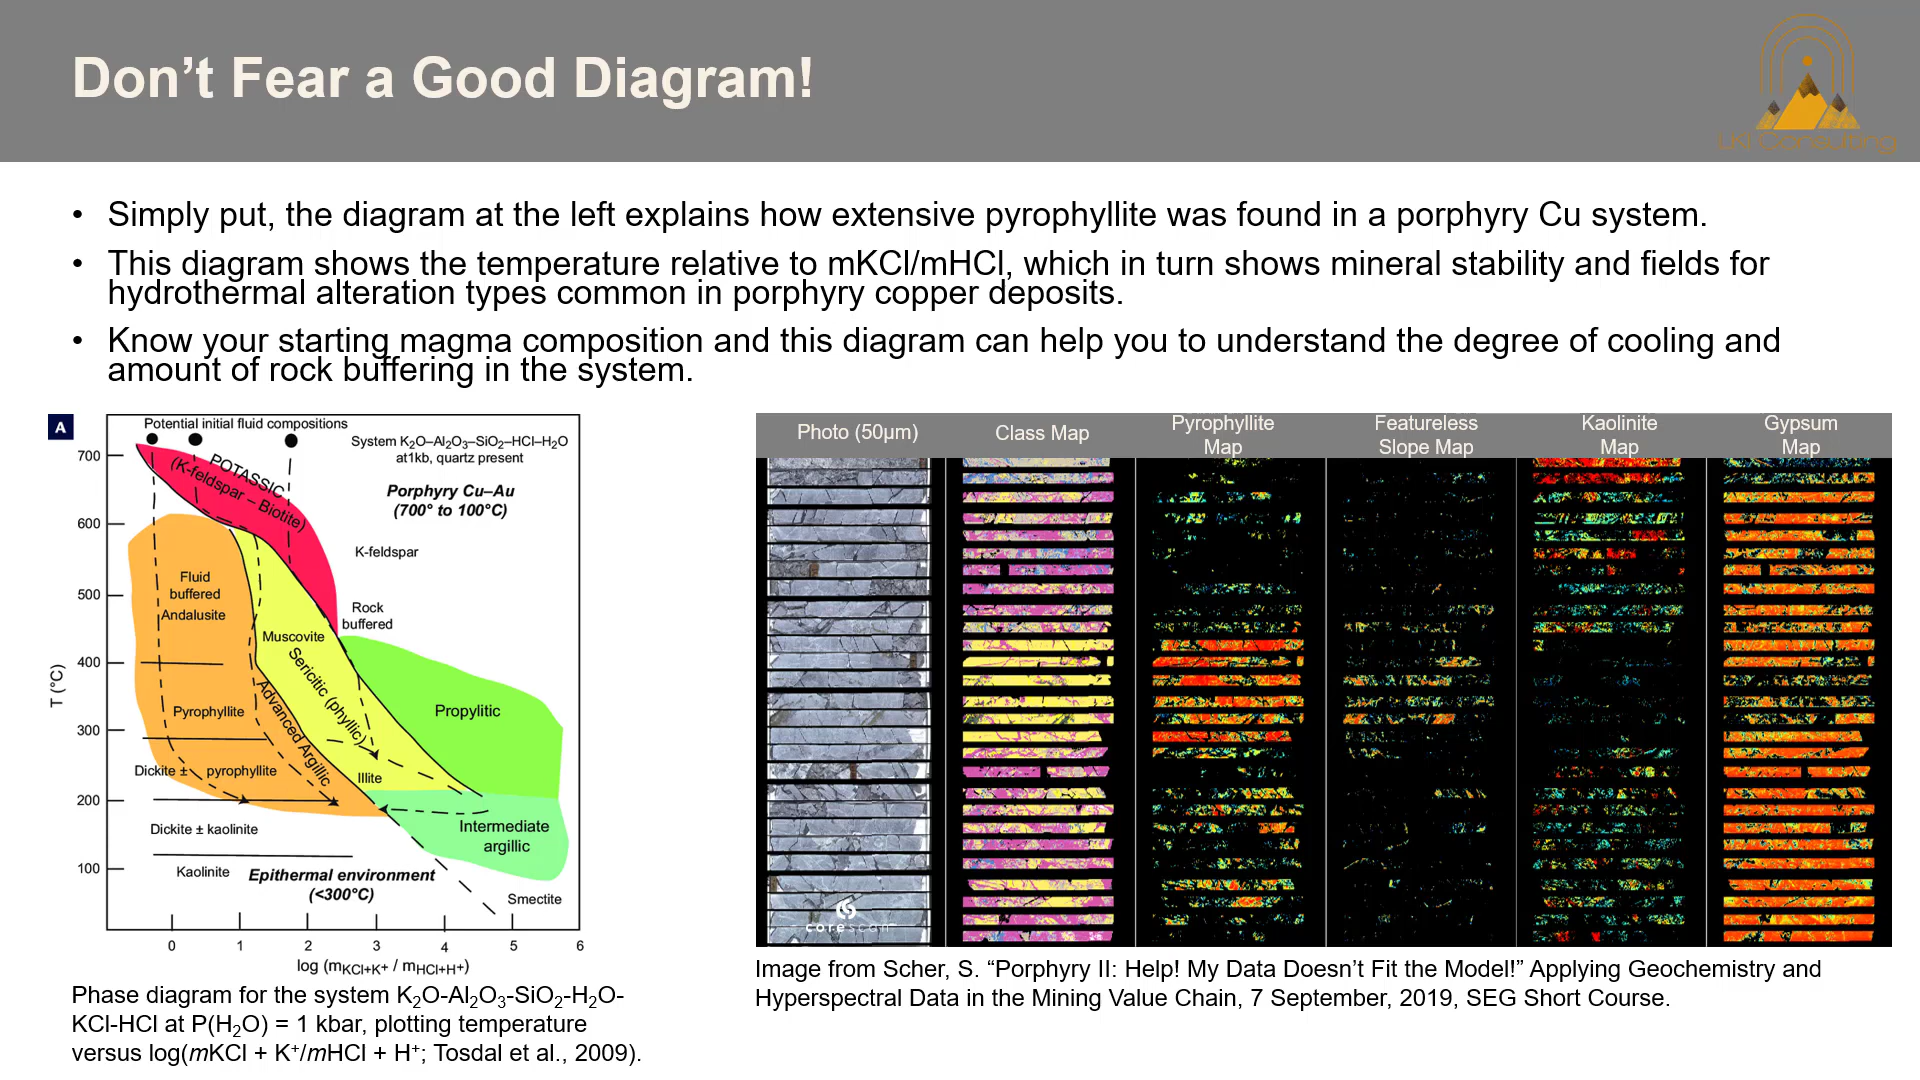 Don’t Fear a Good Diagram!
LKI Consulting
• Simply put, the diagram at the left explains how extensive pyrophyllite was found in a porphyry Cu system.
• This diagram shows the temperature relative to mKCl/mHCl, which in turn shows mineral stability and fields for
hydrothermal alteration types common in porphyry copper deposits.
• Know your starting magma composition and this diagram can help you to understand the degree of cooling and
amount of rock buffering in the system.
A
Potential initial fluid compositions
System K₂O–Al₂O₃–SiO₂–HCl–H₂O
at1kb, quartz present
Porphyry Cu–Au
(700° to 100°C)
POTASSIC
(K-feldspar – Biotite)
K-feldspar
Fluid
buffered
Andalusite
Rock
buffered
Muscovite
Sericitic (phyllic)
Advanced Argillic
Pyrophyllite
Propylitic
Dickite ± pyrophyllite
Illite
Dickite ± kaolinite
Intermediate
argillic
Kaolinite
Epithermal environment
(<300°C)
Smectite
T (°C)
700
600
500
400
300
200
100
0 1 2 3 4 5 6
log (mKCl+K⁺ / mHCl+H⁺)
Phase diagram for the system K₂O-Al₂O₃-SiO₂-H₂O-
KCl-HCl at P(H₂O) = 1 kbar, plotting temperature
versus log(mKCl + K⁺/mHCl + H⁺; Tosdal et al., 2009).
Photo (50µm)
Class Map
Pyrophyllite
Map
Featureless
Slope Map
Kaolinite
Map
Gypsum
Map
corescan
Image from Scher, S. “Porphyry II: Help! My Data Doesn’t Fit the Model!” Applying Geochemistry and
Hyperspectral Data in the Mining Value Chain, 7 September, 2019, SEG Short Course.